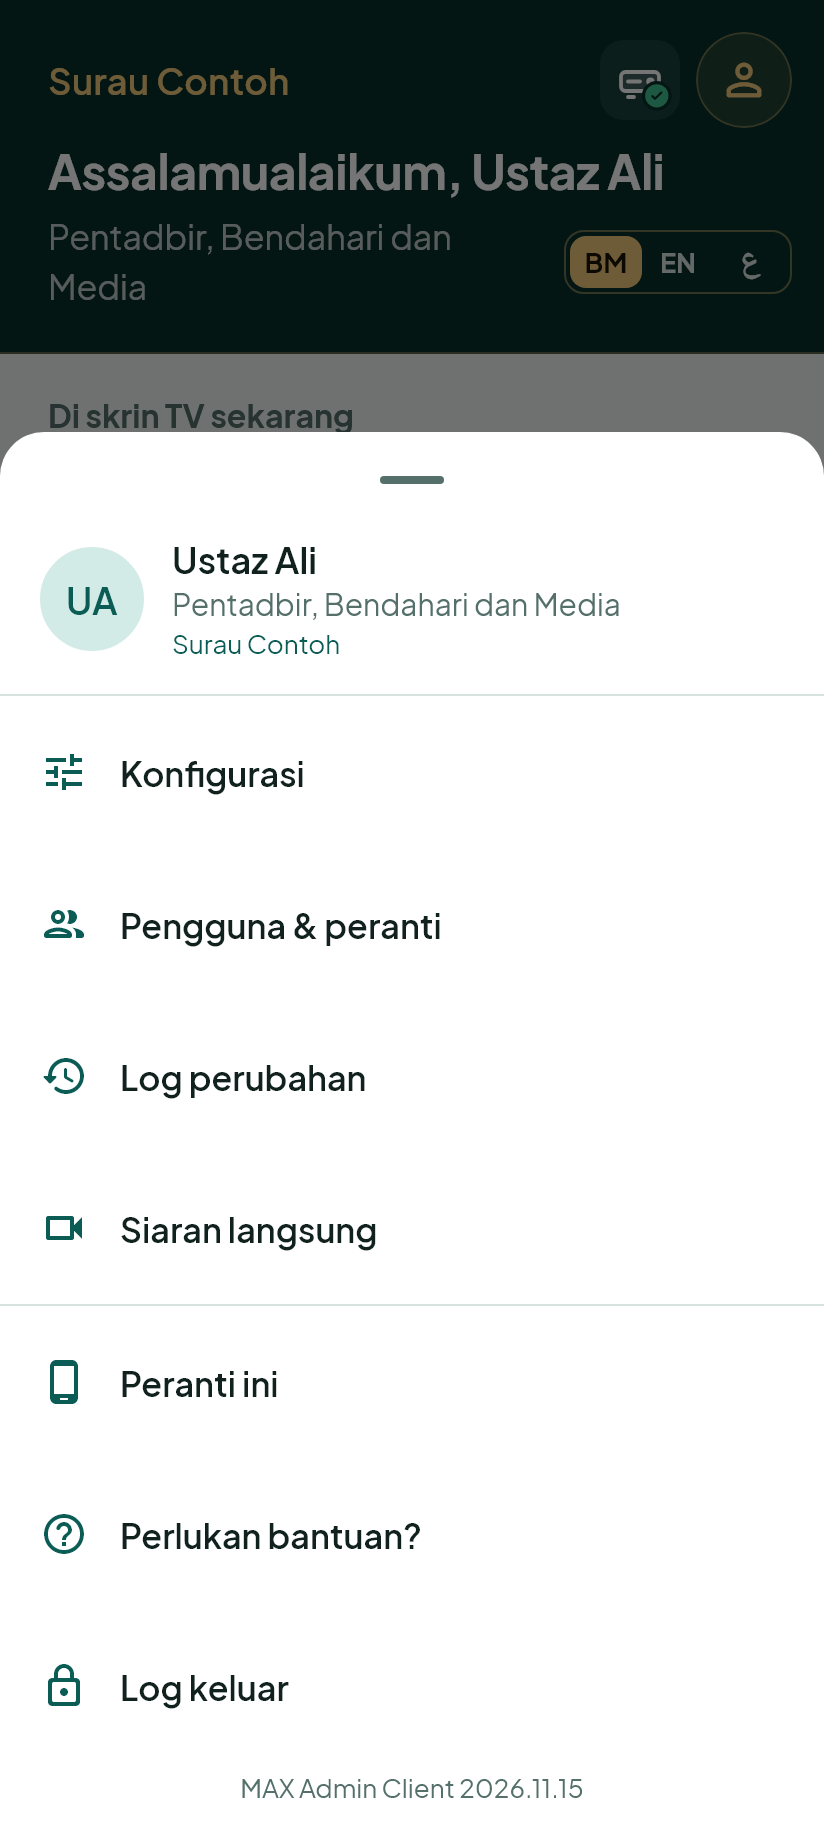 Surau Contoh
Assalamualaikum, Ustaz Ali
Pentadbir, Bendahari dan
Media
BM EN ع
Di skrin TV sekarang
UA
Ustaz Ali
Pentadbir, Bendahari dan Media
Surau Contoh
Konfigurasi
Pengguna & peranti
Log perubahan
Siaran langsung
Peranti ini
Perlukan bantuan?
Log keluar
MAX Admin Client 2026.11.15